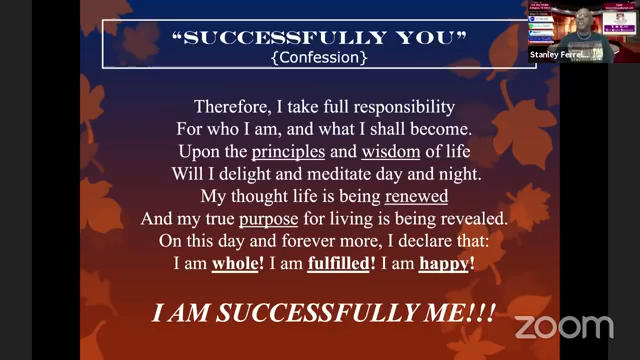 “SUCCESSFULLY YOU”
{Confession}
Therefore, I take full responsibility
For who I am, and what I shall become.
Upon the principles and wisdom of life
Will I delight and meditate day and night.
My thought life is being renewed
And my true purpose for living is being revealed.
On this day and forever more, I declare that:
I am whole! I am fulfilled! I am happy!
I AM SUCCESSFULLY ME!!!
Stanley Ferrel...
zoom